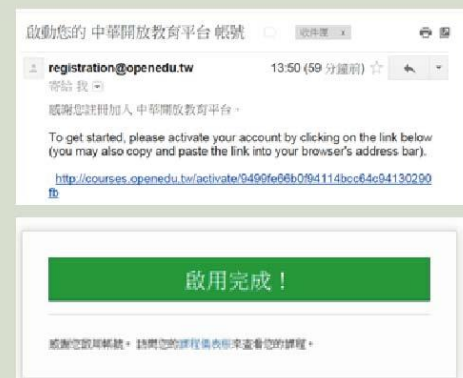 啟動您的 中華開放教育平台 帳號
收件匣 x
registration@openedu.tw 13:50 (59 分鐘前)
寄給 我
感謝您註冊加入 中華開放教育平台。
To get started, please activate your account by clicking on the link below
(you may also copy and paste the link into your browser's address bar).
http://courses.openedu.tw/activate/9499fe66b0f94114bcc64c94130290
fb
啟用完成！
感謝您啟用帳號。 訪問您的課程儀表板來查看您的課程。